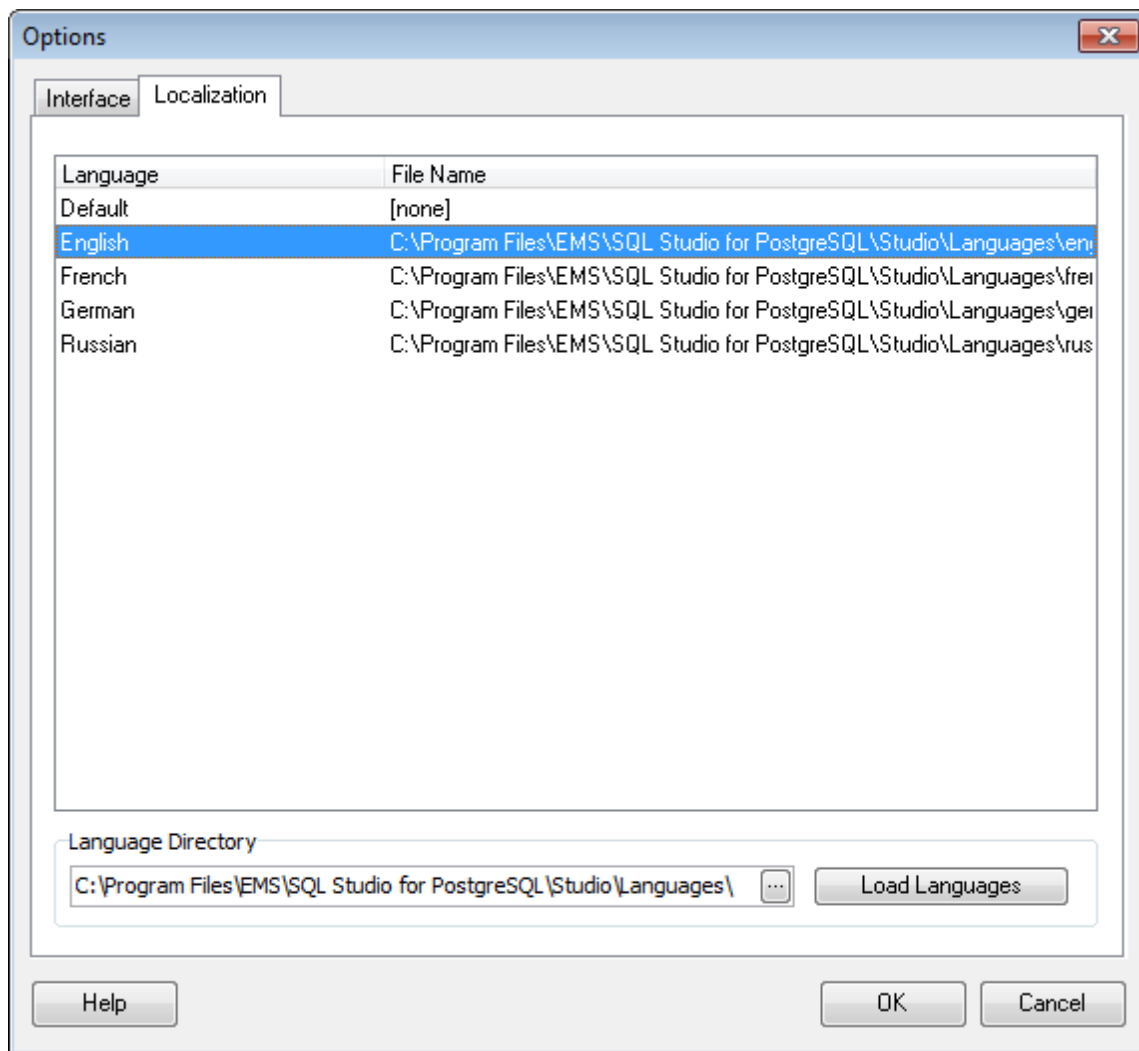 Options
Interface Localization
Language File Name
Default [none]
English C:\Program Files\EMS\SQL Studio for PostgreSQL\Studio\Languages\eng
French C:\Program Files\EMS\SQL Studio for PostgreSQL\Studio\Languages\fre
German C:\Program Files\EMS\SQL Studio for PostgreSQL\Studio\Languages\ger
Russian C:\Program Files\EMS\SQL Studio for PostgreSQL\Studio\Languages\rus
Language Directory
C:\Program Files\EMS\SQL Studio for PostgreSQL\Studio\Languages\ ... Load Languages
Help OK Cancel